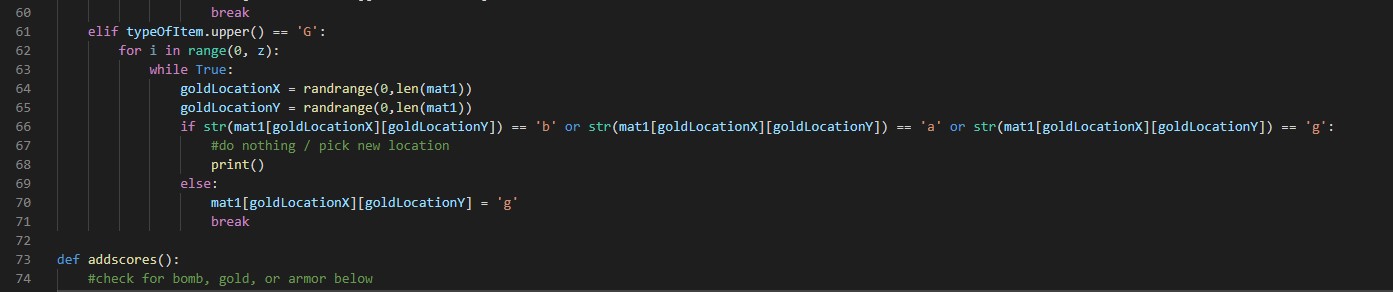 60 break
61 elif typeOfItem.upper() == 'G':
62 for i in range(0, z):
63 while True:
64 goldLocationX = randrange(0,len(mat1))
65 goldLocationY = randrange(0,len(mat1))
66 if str(mat1[goldLocationX][goldLocationY]) == 'b' or str(mat1[goldLocationX][goldLocationY]) == 'a' or str(mat1[goldLocationX][goldLocationY]) == 'g':
67 #do nothing / pick new location
68 print()
69 else:
70 mat1[goldLocationX][goldLocationY] = 'g'
71 break
72
73 def addscores():
74 #check for bomb, gold, or armor below